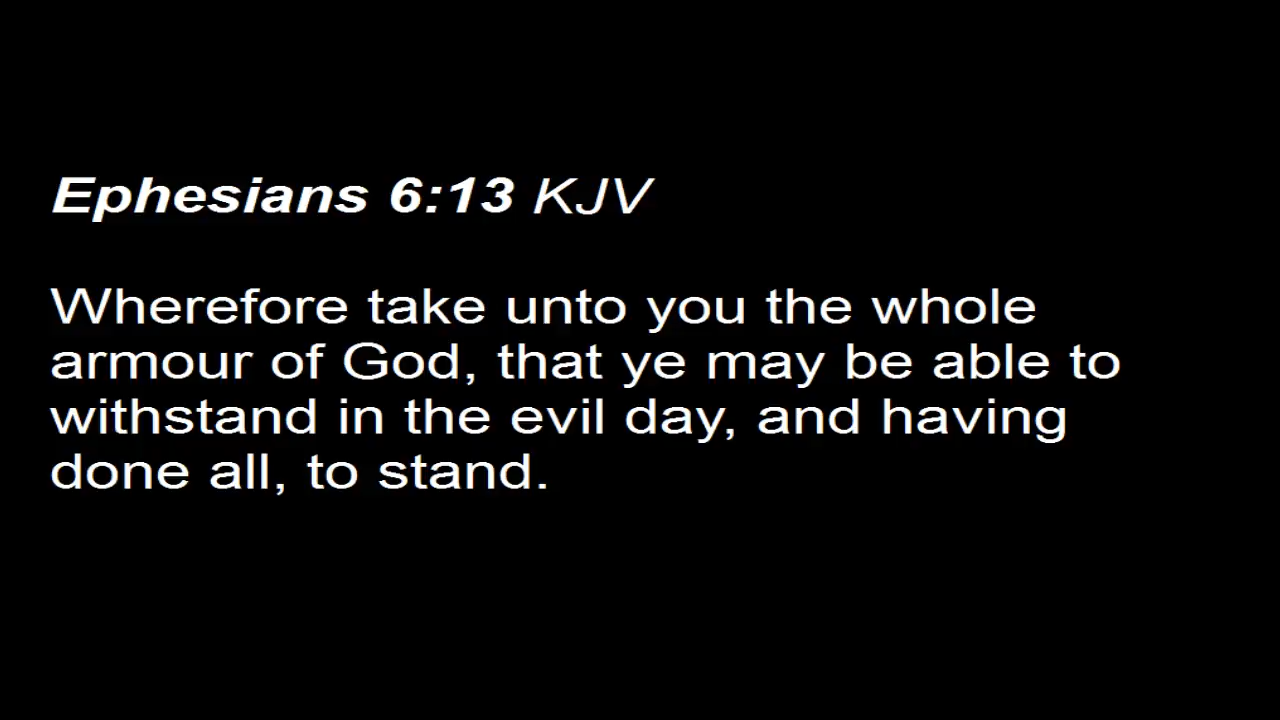 Ephesians 6:13 KJV
Wherefore take unto you the whole
armour of God, that ye may be able to
withstand in the evil day, and having
done all, to stand.